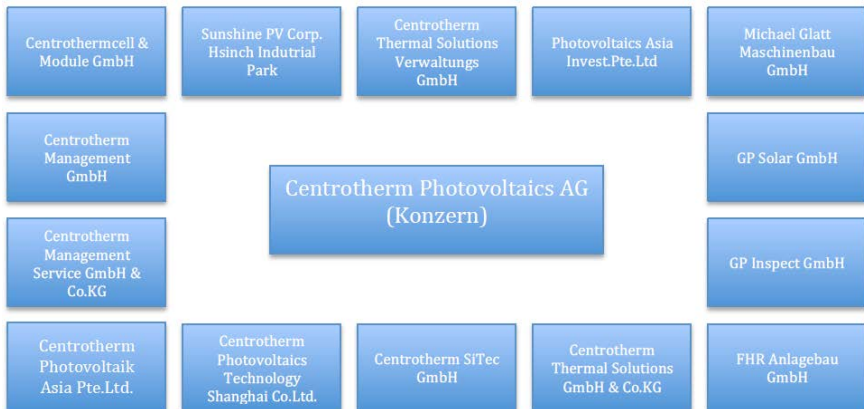 Centrothermcell &
Module GmbH
Sunshine PV Corp.
Hsinch Indutrial
Park
Centrotherm
Thermal Solutions
Verwaltungs
GmbH
Photovoltaics Asia
Invest.Pte.Ltd
Michael Glatt
Maschinenbau
GmbH
Centrotherm
Management
GmbH
Centrotherm Photovoltaics AG
(Konzern)
GP Solar GmbH
Centrotherm
Management
Service GmbH &
Co.KG
GP Inspect GmbH
Centrotherm
Photovoltaik
Asia Pte.Ltd.
Centrotherm
Photovoltaics
Technology
Shanghai Co.Ltd.
Centrotherm SiTec
GmbH
Centrotherm
Thermal Solutions
GmbH & Co.KG
FHR Anlagebau
GmbH